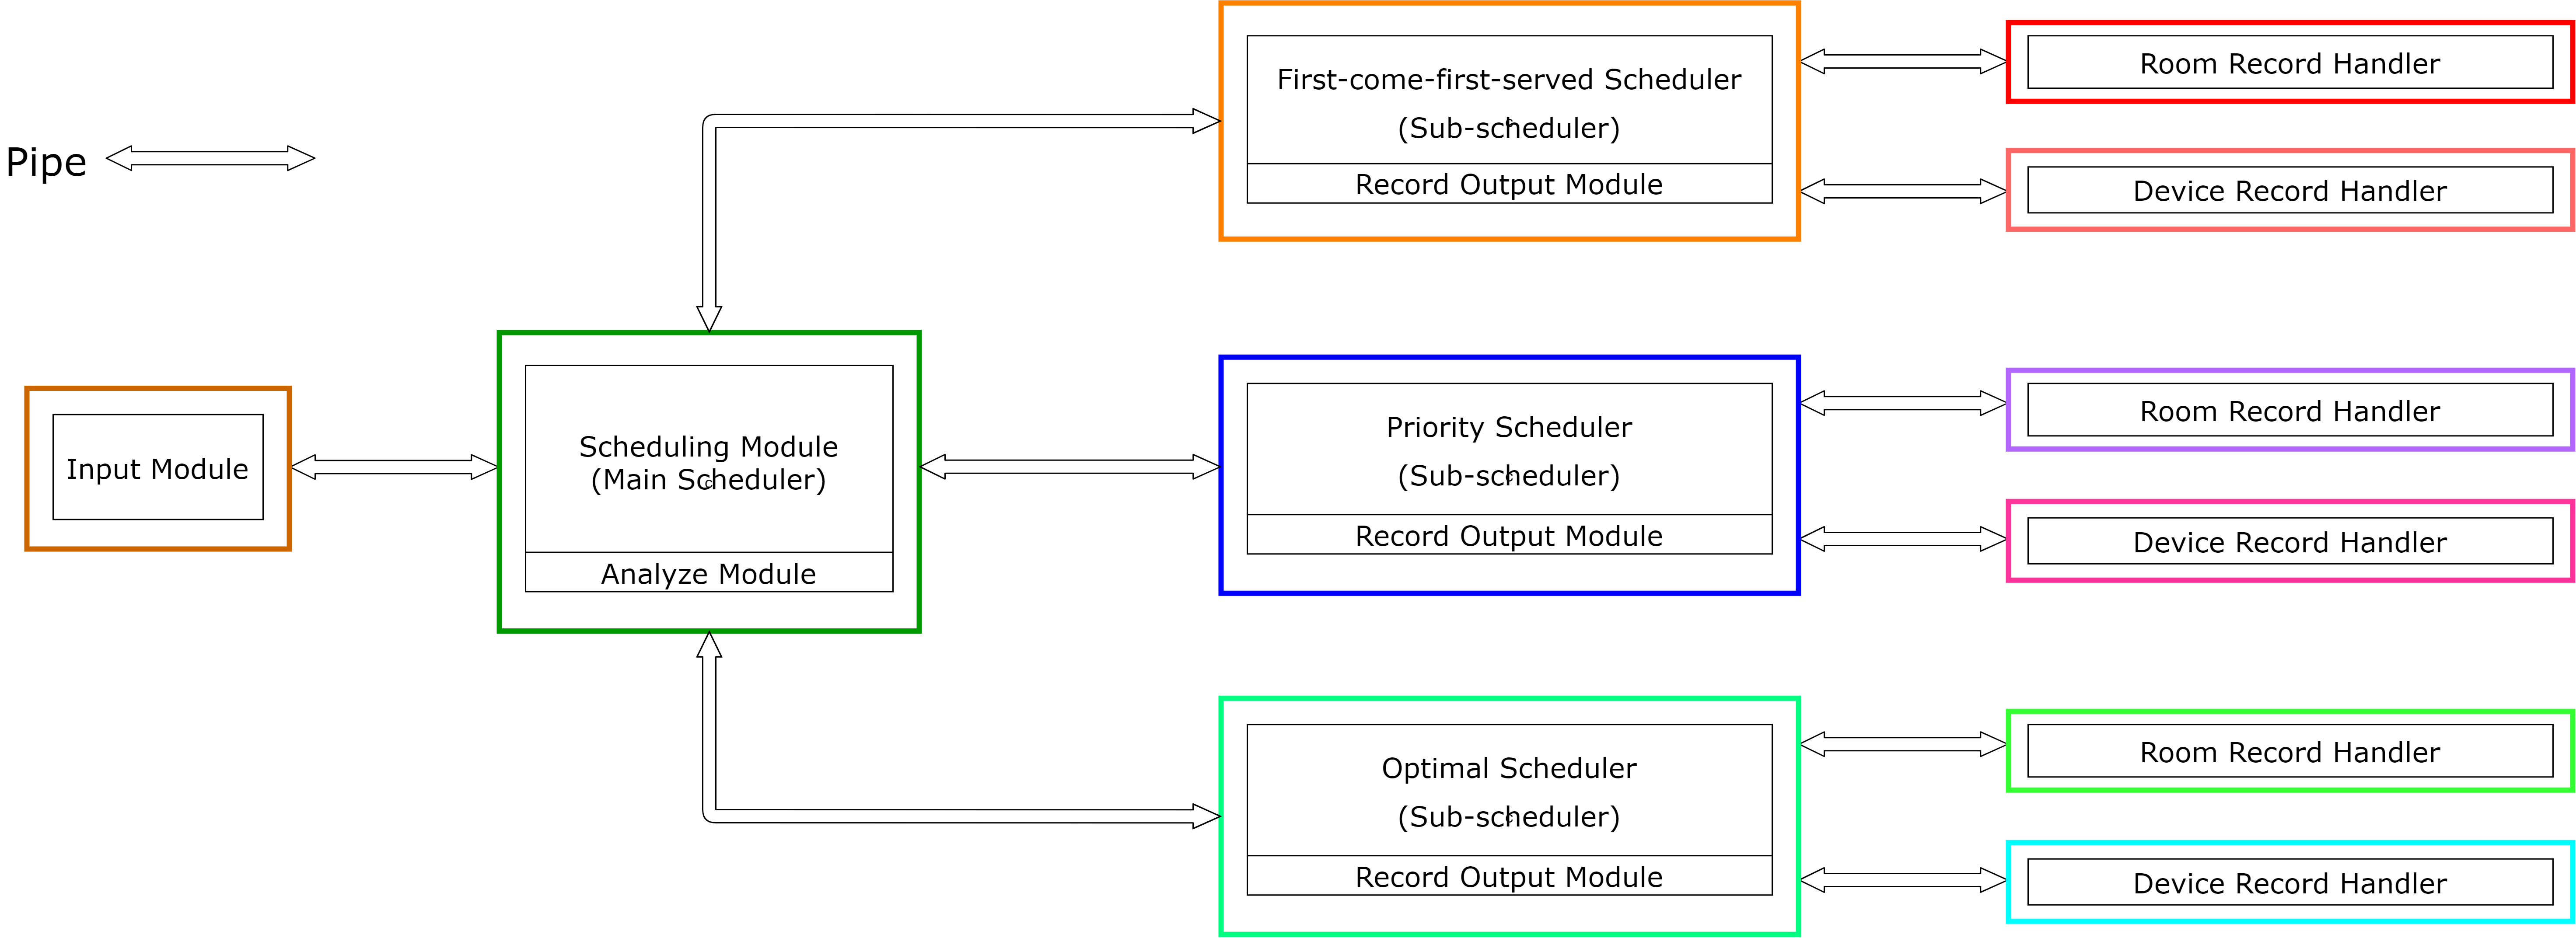 Pipe
Input Module
Scheduling Module
(Main Scheduler)
Analyze Module
First-come-first-served Scheduler
(Sub-scheduler)
Record Output Module
Room Record Handler
Device Record Handler
Priority Scheduler
(Sub-scheduler)
Record Output Module
Room Record Handler
Device Record Handler
Optimal Scheduler
(Sub-scheduler)
Record Output Module
Room Record Handler
Device Record Handler